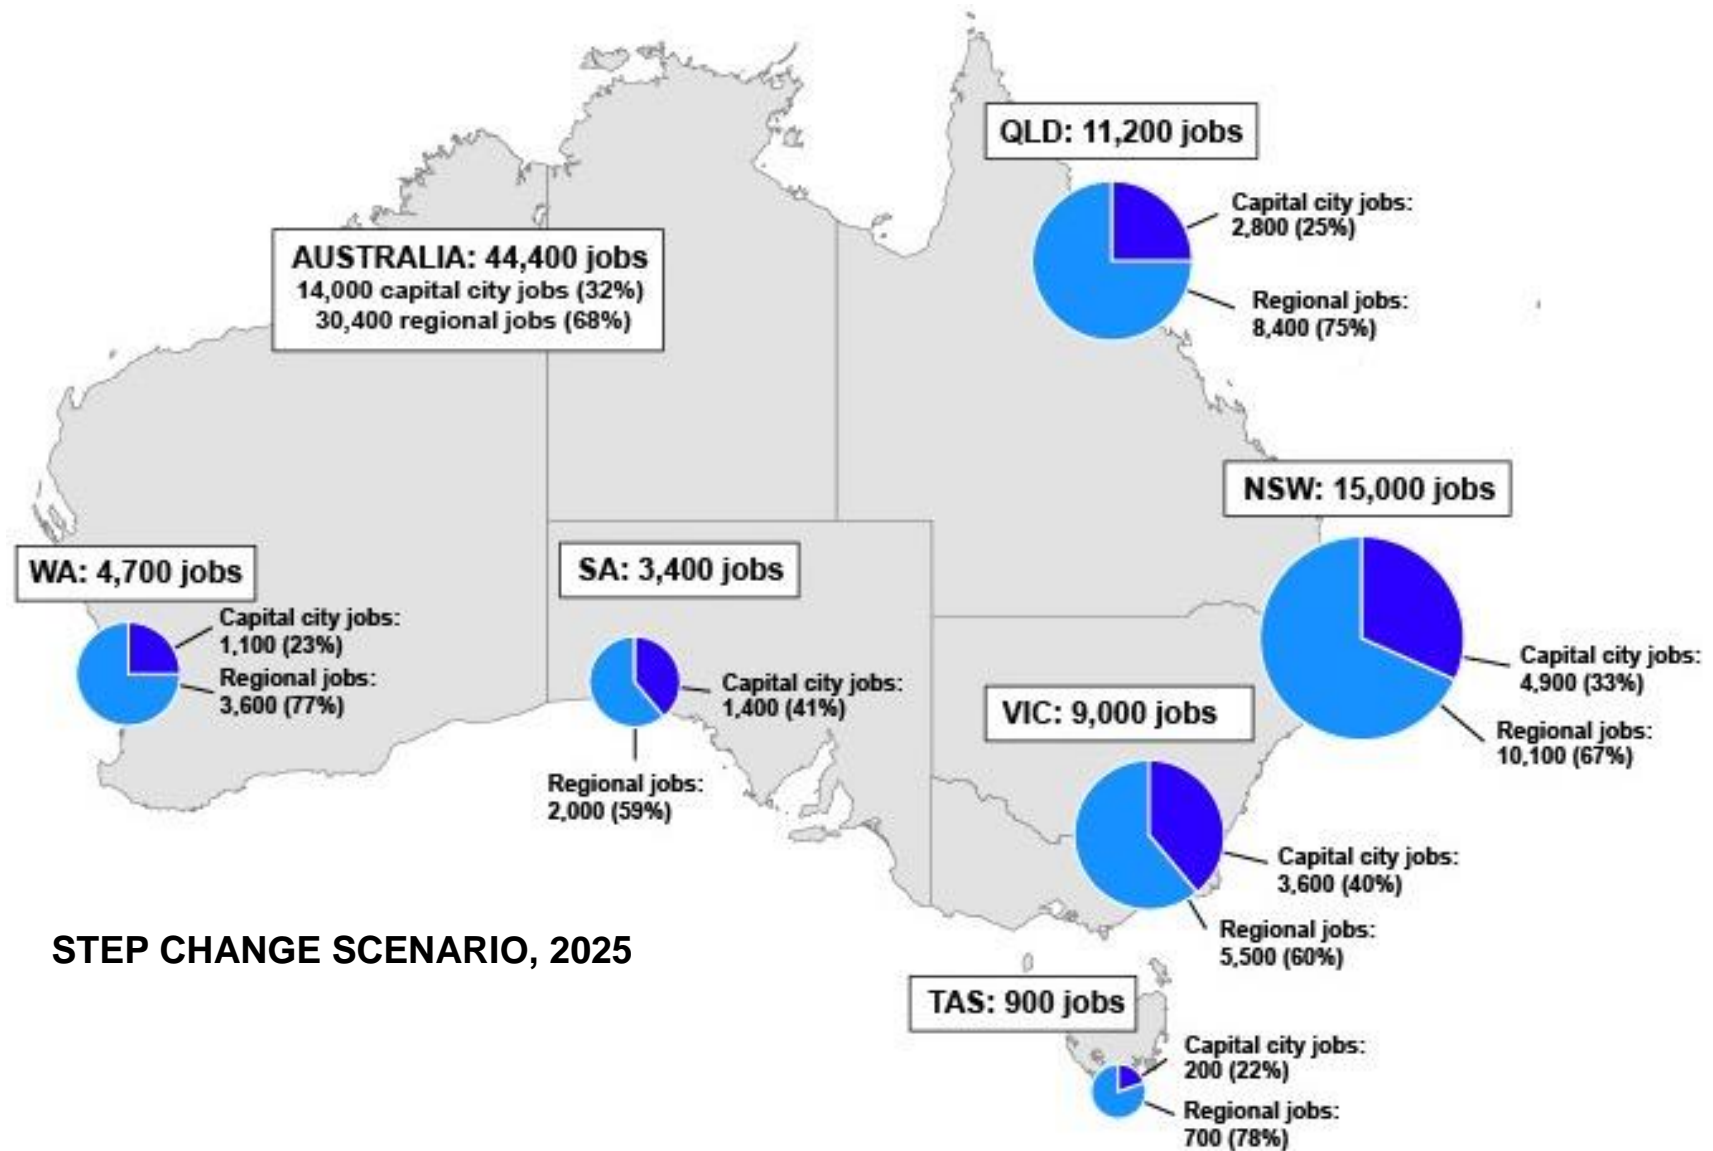 QLD: 11,200 jobs
Capital city jobs:
2,800 (25%)
Regional jobs:
8,400 (75%)
AUSTRALIA: 44,400 jobs
14,000 capital city jobs (32%)
30,400 regional jobs (68%)
NSW: 15,000 jobs
Capital city jobs:
4,900 (33%)
Regional jobs:
10,100 (67%)
WA: 4,700 jobs
Capital city jobs:
1,100 (23%)
Regional jobs:
3,600 (77%)
SA: 3,400 jobs
Capital city jobs:
1,400 (41%)
Regional jobs:
2,000 (59%)
VIC: 9,000 jobs
Capital city jobs:
3,600 (40%)
Regional jobs:
5,500 (60%)
STEP CHANGE SCENARIO, 2025
TAS: 900 jobs
Capital city jobs:
200 (22%)
Regional jobs:
700 (78%)